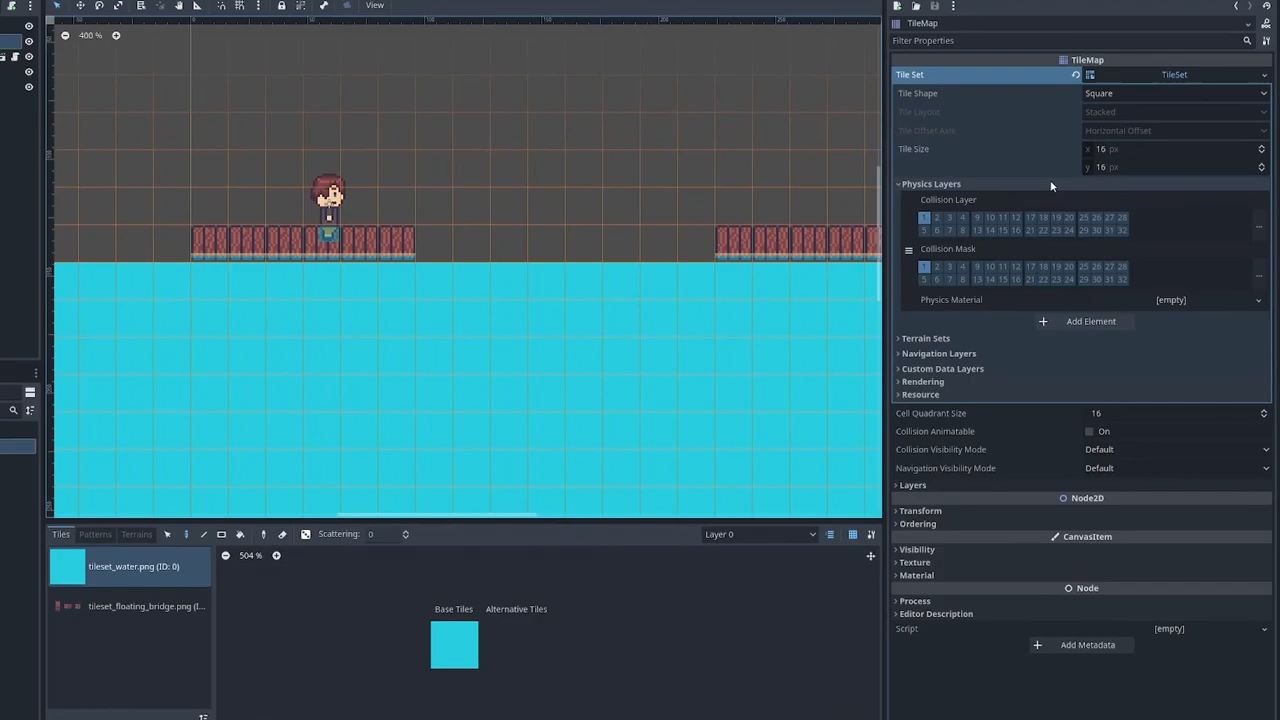 View
0
50
100
150
200
250
400 %
TileMap
Filter Properties
TileMap
Tile Set TileSet
Tile Shape Square
Tile Layout Stacked
Tile Offset Axis Horizontal Offset
Tile Size x 16 px
y 16 px
Physics Layers
Collision Layer
1 2 3 4 9 10 11 12 17 18 19 20 25 26 27 28
5 6 7 8 13 14 15 16 21 22 23 24 29 30 31 32
Collision Mask
1 2 3 4 9 10 11 12 17 18 19 20 25 26 27 28
5 6 7 8 13 14 15 16 21 22 23 24 29 30 31 32
Physics Material [empty]
Add Element
Terrain Sets
Navigation Layers
Custom Data Layers
Rendering
Resource
Cell Quadrant Size 16
Collision Animatable On
Collision Visibility Mode Default
Navigation Visibility Mode Default
Layers
Node2D
Transform
Ordering
CanvasItem
Visibility
Texture
Material
Node
Process
Editor Description
Script [empty]
Add Metadata
Tiles Patterns Terrains Scattering: 0 Layer 0
tileset_water.png (ID: 0)
tileset_floating_bridge.png (I...
504 %
Base Tiles Alternative Tiles